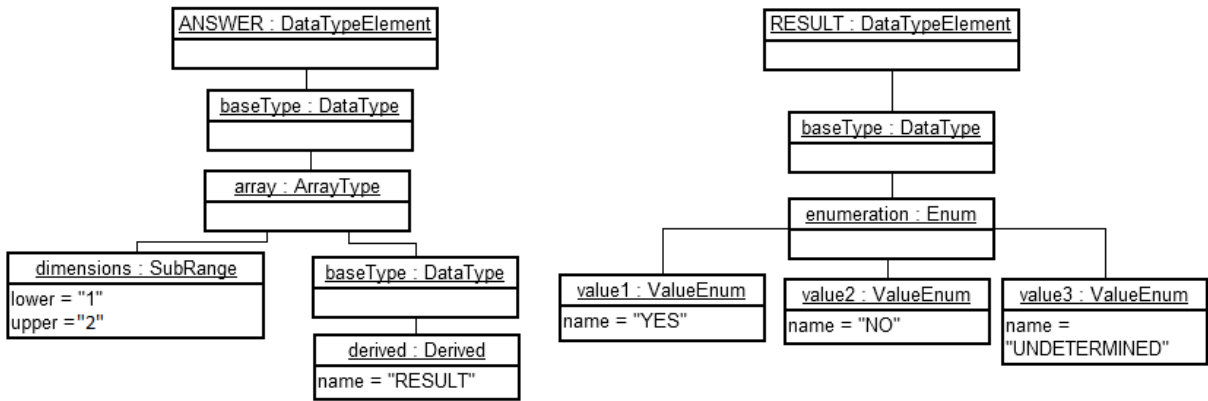 ANSWER : DataTypeElement
baseType : DataType
array : ArrayType
dimensions : SubRange
lower = "1"
upper ="2"
baseType : DataType
derived : Derived
name = "RESULT"
RESULT : DataTypeElement
baseType : DataType
enumeration : Enum
value1 : ValueEnum
name = "YES"
value2 : ValueEnum
name = "NO"
value3 : ValueEnum
name =
"UNDETERMINED"